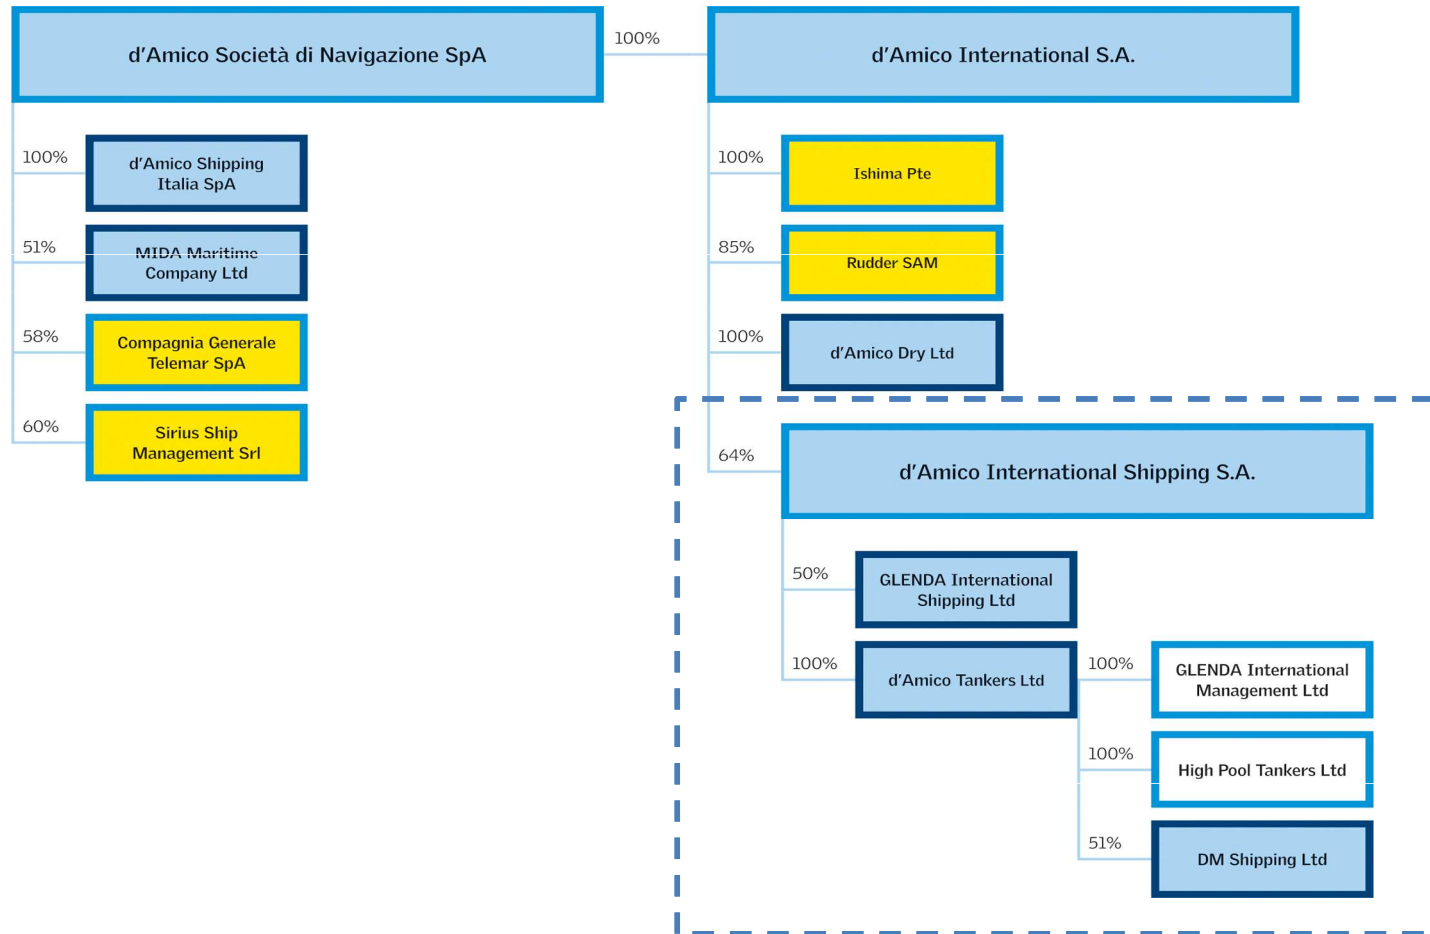 d'Amico Società di Navigazione SpA
100%
d'Amico International S.A.
100%
d'Amico Shipping
Italia SpA
51%
MIDA Maritime
Company Ltd
58%
Compagnia Generale
Telemar SpA
60%
Sirius Ship
Management Srl
100%
Ishima Pte
85%
Rudder SAM
100%
d'Amico Dry Ltd
64%
d'Amico International Shipping S.A.
50%
GLENDA International
Shipping Ltd
100%
d'Amico Tankers Ltd
100%
GLENDA International
Management Ltd
100%
High Pool Tankers Ltd
51%
DM Shipping Ltd